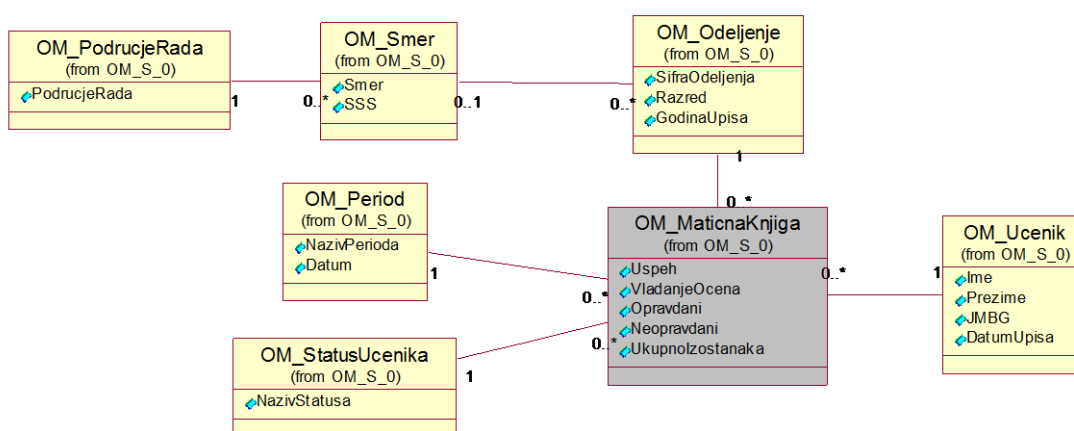 OM_PodrucjeRada
(from OM_S_0)
PodrucjeRada
1
0..*
OM_Smer
(from OM_S_0)
Smer
SSS
0..1
0..*
OM_Odeljenje
(from OM_S_0)
SifraOdeljenja
Razred
GodinaUpisa
1
0..*
OM_Period
(from OM_S_0)
NazivPerioda
Datum
1
0..*
OM_MaticnaKnjiga
(from OM_S_0)
Uspeh
VladanjeOcena
Opravdani
Neopravdani
UkupnoIzostanaka
0..*
1
OM_Ucenik
(from OM_S_0)
Ime
Prezime
JMBG
DatumUpisa
OM_StatusUcenika
(from OM_S_0)
NazivStatusa
1
0..*